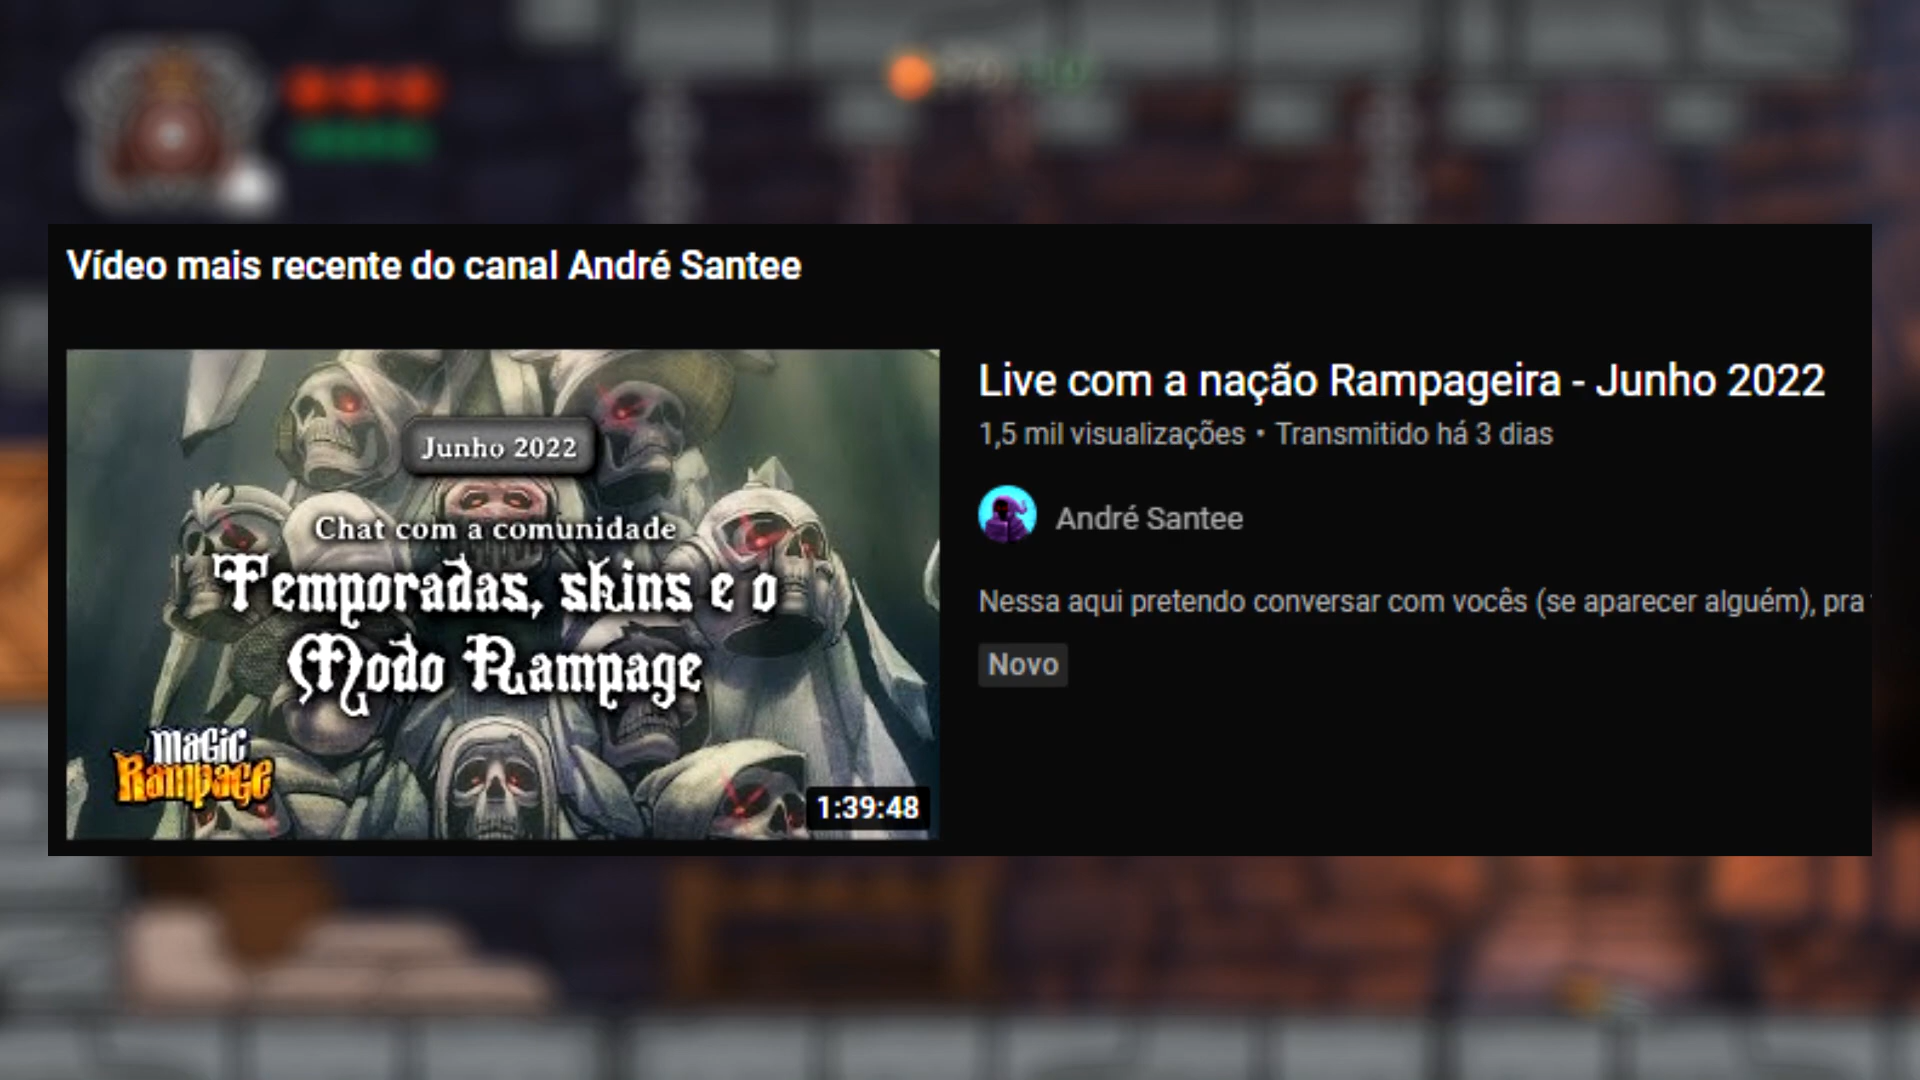 Vídeo mais recente do canal André Santee
Junho 2022
Chat com a comunidade
Temporadas, skins e o
Modo Rampage
Magic
Rampage
1:39:48
Live com a nação Rampageira - Junho 2022
1,5 mil visualizações • Transmitido há 3 dias
André Santee
Nessa aqui pretendo conversar com vocês (se aparecer alguém), pra
Novo